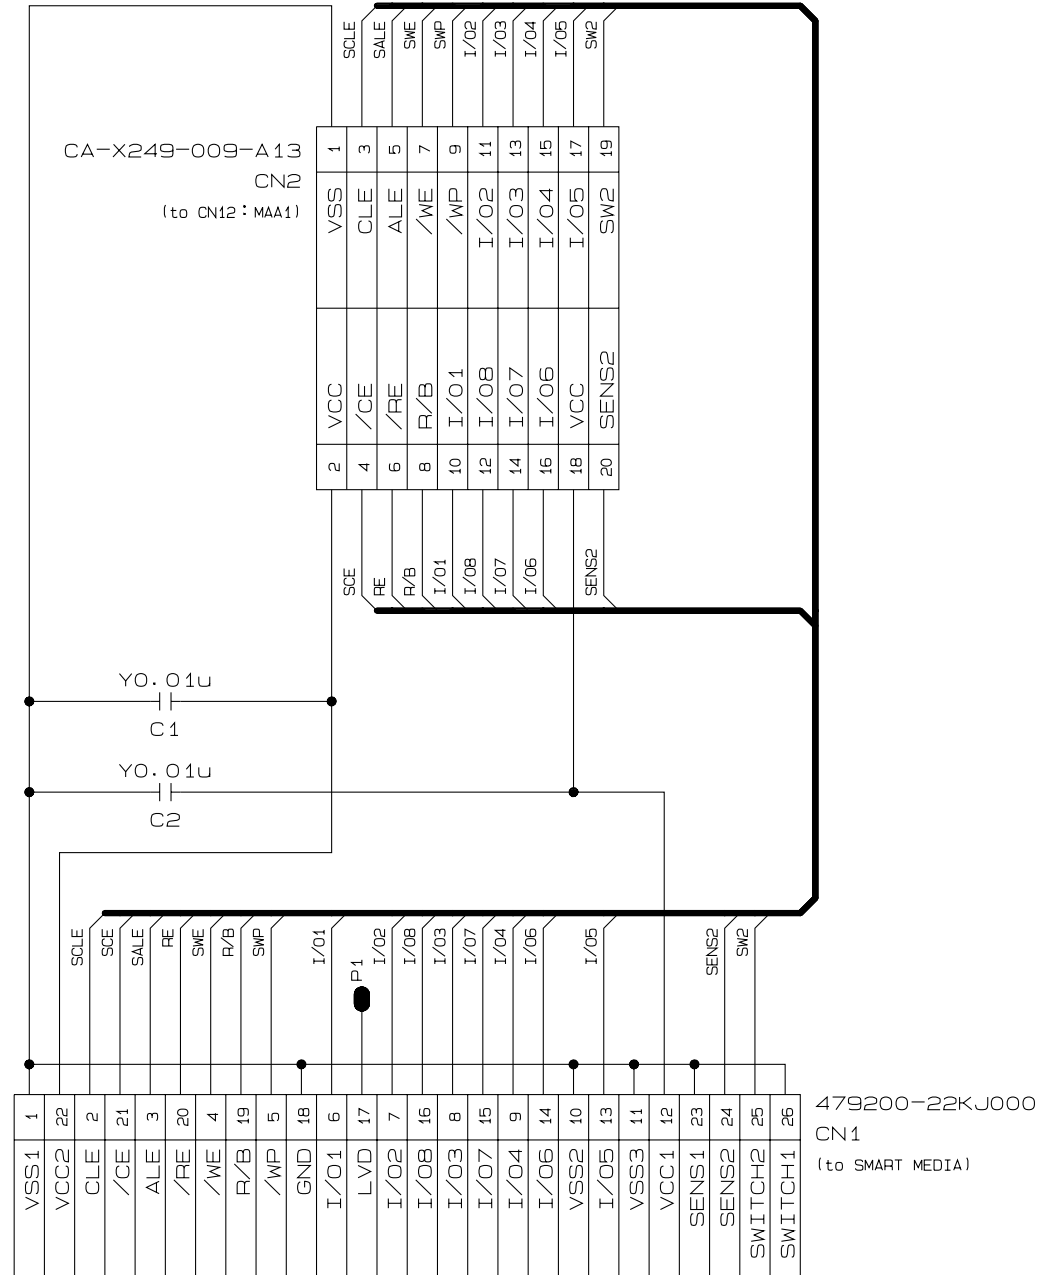 SCLE
SALE
SWE
SWP
I/O2
I/O3
I/O4
I/O5
SW2
CA-X249-009-A13
CN2
(to CN12:MAA1)
1
3
5
7
9
11
13
15
17
19
VSS
CLE
ALE
/WE
/WP
I/O2
I/O3
I/O4
I/O5
SW2
VCC
/CE
/RE
R/B
I/O1
I/O8
I/O7
I/O6
VCC
SENS2
2
4
6
8
10
12
14
16
18
20
SCE
RE
R/B
I/O1
I/O8
I/O7
I/O6
SENS2
Y0.01u
C1
Y0.01u
C2
SCLE
SCE
SALE
RE
SWE
R/B
SWP
I/O1
P1
I/O2
I/O8
I/O3
I/O7
I/O4
I/O6
I/O5
SENS2
SW2
1
22
2
21
3
20
4
19
5
18
6
17
7
16
8
15
9
14
10
13
11
12
23
24
25
26
VSS1
VCC2
CLE
/CE
ALE
/RE
/WE
R/B
/WP
GND
I/O1
LVD
I/O2
I/O8
I/O3
I/O7
I/O4
I/O6
VSS2
I/O5
VSS3
VCC1
SENS1
SENS2
SWITCH2
SWITCH1
479200-22KJ000
CN1
(to SMART MEDIA)